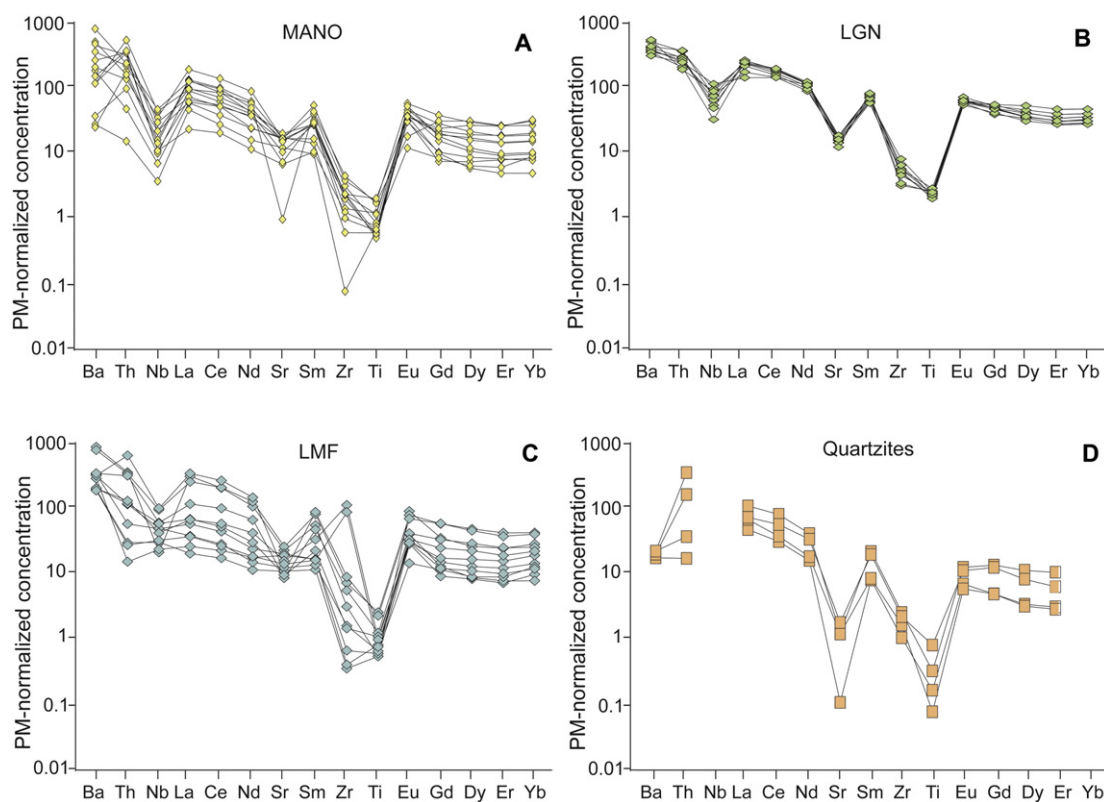 MANO
A
PM-normalized concentration
1000
100
10
1
0.1
0.01
Ba Th Nb La Ce Nd Sr Sm Zr Ti Eu Gd Dy Er Yb
LGN
B
PM-normalized concentration
1000
100
10
1
0.1
0.01
Ba Th Nb La Ce Nd Sr Sm Zr Ti Eu Gd Dy Er Yb
LMF
C
PM-normalized concentration
1000
100
10
1
0.1
0.01
Ba Th Nb La Ce Nd Sr Sm Zr Ti Eu Gd Dy Er Yb
Quartzites
D
PM-normalized concentration
1000
100
10
1
0.1
0.01
Ba Th Nb La Ce Nd Sr Sm Zr Ti Eu Gd Dy Er Yb